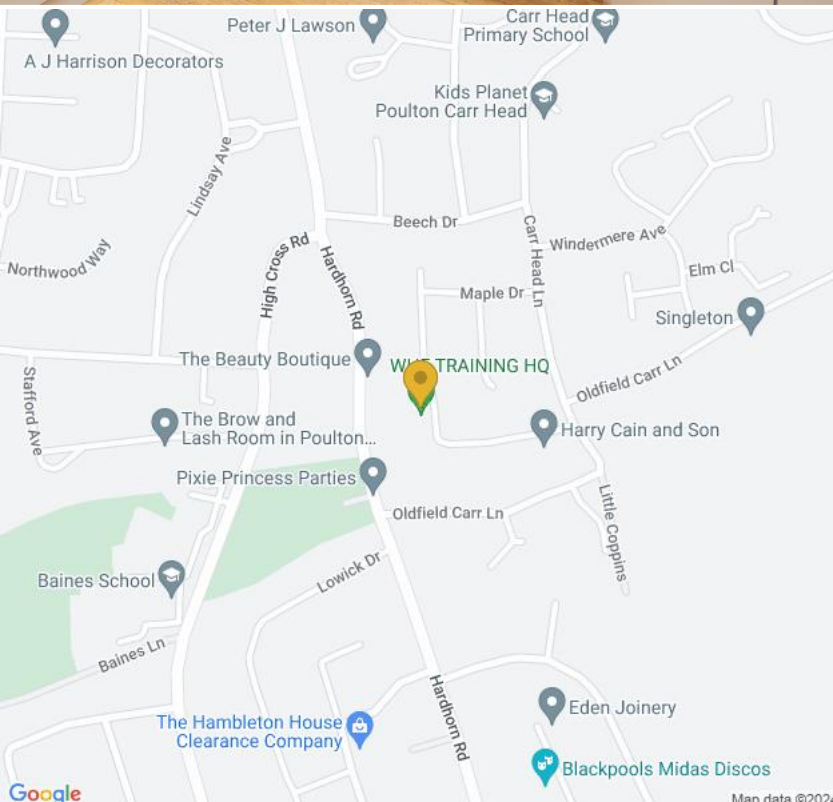 Carr Head
Primary School
Peter J Lawson
A J Harrison Decorators
Kids Planet
Poulton Carr Head
Lindsay Ave
Beech Dr
Carr Head Ln
Windermere Ave
Northwood Way
High Cross Rd
Hardhorn Rd
Elm Cl
Maple Dr
Singleton
The Beauty Boutique
TRAINING HQ
Oldfield Carr Ln
Stafford Ave
The Brow and
Lash Room in Poulton...
Harry Cain and Son
Pixie Princess Parties
Oldfield Carr Ln
Little Coppins
Lowick Dr
Baines School
Baines Ln
Hardhorn Rd
Eden Joinery
The Hambleton House
Clearance Company
Blackpools Midas Discos
Google
Map data ©2024